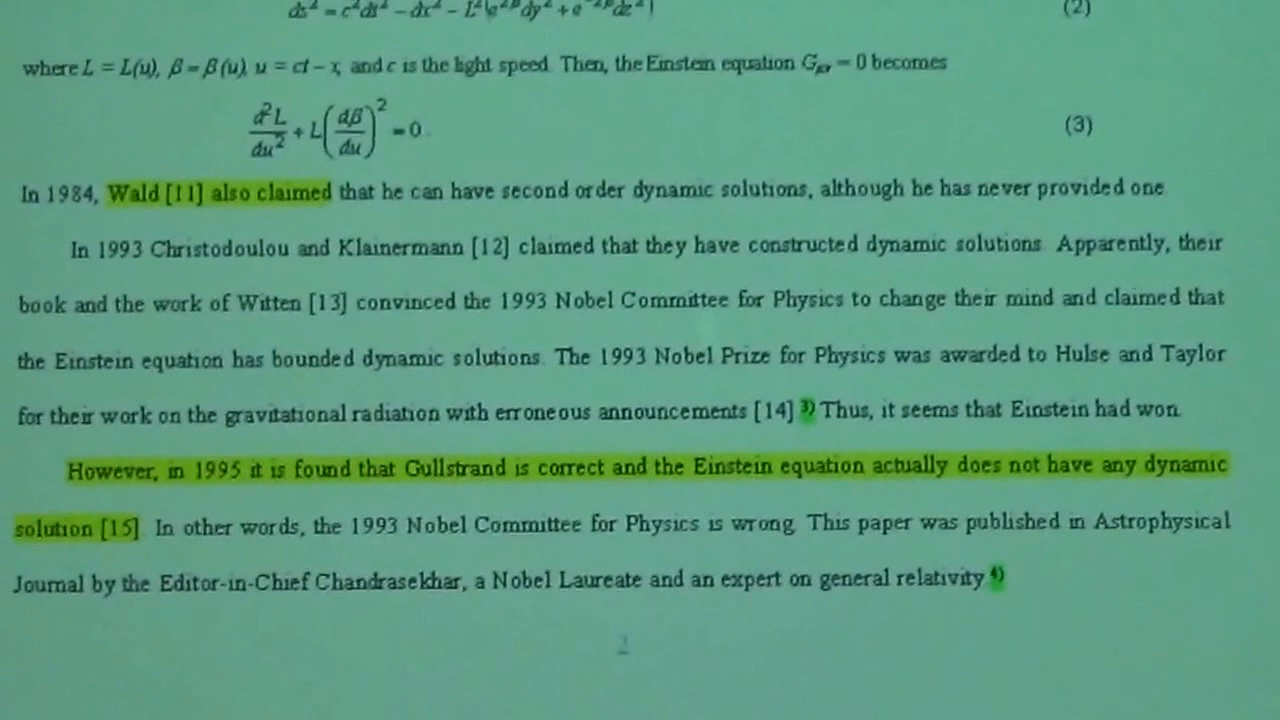 ds² = c²dt² − dx² − L²(e²ᵝdy² + e⁻²ᵝdz²) (2)
where L = L(u), β = β(u), u = ct − x, and c is the light speed. Then, the Einstein equation G = 0 becomes
d²L/du² + L(dβ/du)² = 0. (3)
In 1984, Wald [11] also claimed that he can have second order dynamic solutions, although he has never provided one.
In 1993 Christodoulou and Klainermann [12] claimed that they have constructed dynamic solutions. Apparently, their
book and the work of Witten [13] convinced the 1993 Nobel Committee for Physics to change their mind and claimed that
the Einstein equation has bounded dynamic solutions. The 1993 Nobel Prize for Physics was awarded to Hulse and Taylor
for their work on the gravitational radiation with erroneous announcements [14] 3) Thus, it seems that Einstein had won.
However, in 1995 it is found that Gullstrand is correct and the Einstein equation actually does not have any dynamic
solution [15]. In other words, the 1993 Nobel Committee for Physics is wrong. This paper was published in Astrophysical
Journal by the Editor-in-Chief Chandrasekhar, a Nobel Laureate and an expert on general relativity 4)